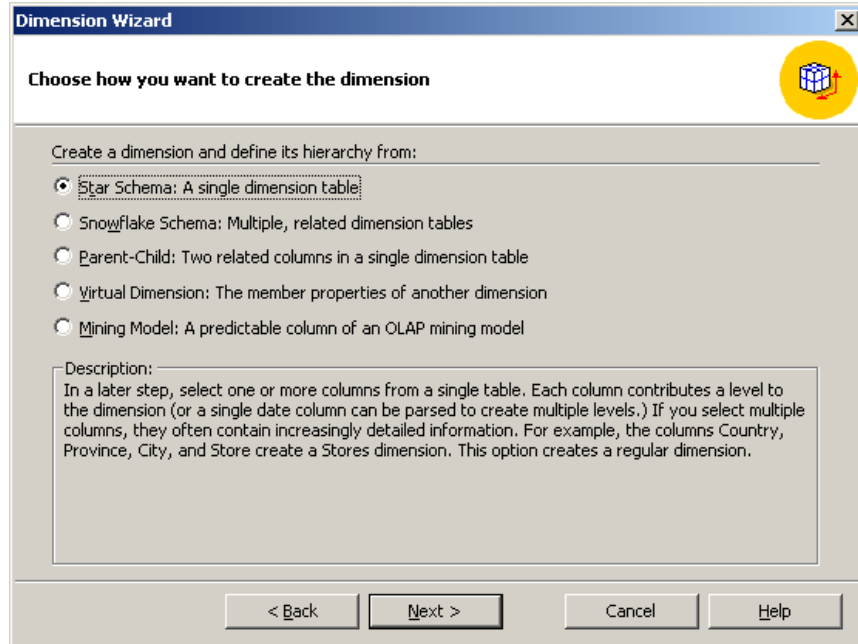 Dimension Wizard
Choose how you want to create the dimension
Create a dimension and define its hierarchy from:
Star Schema: A single dimension table
Snowflake Schema: Multiple, related dimension tables
Parent-Child: Two related columns in a single dimension table
Virtual Dimension: The member properties of another dimension
Mining Model: A predictable column of an OLAP mining model
Description:
In a later step, select one or more columns from a single table. Each column contributes a level to
the dimension (or a single date column can be parsed to create multiple levels.) If you select multiple
columns, they often contain increasingly detailed information. For example, the columns Country,
Province, City, and Store create a Stores dimension. This option creates a regular dimension.
< Back Next > Cancel Help